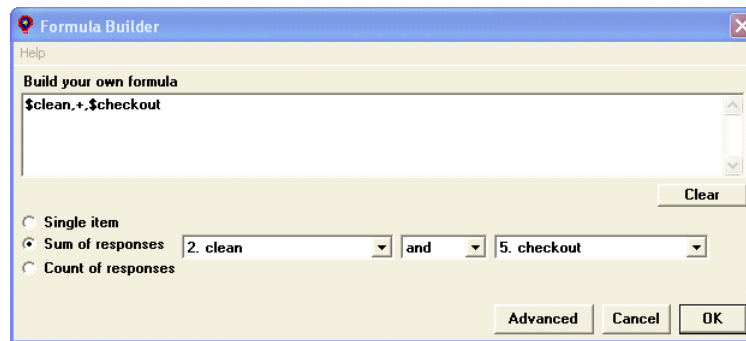 Formula Builder
Help
Build your own formula
$clean,+,$checkout
Clear
Single item
Sum of responses 2. clean and 5. checkout
Count of responses
Advanced Cancel OK